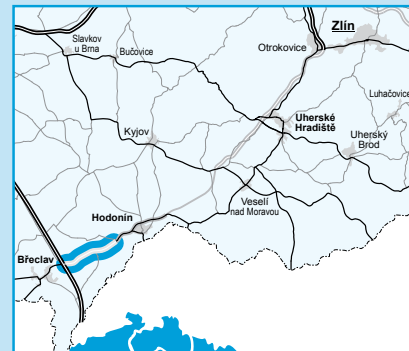 Zlín
Slavkov
u Brna
Bučovice
Otrokovice
Luhačovice
Uherské
Hradiště
Kyjov
Uherský
Brod
Veselí
nad Moravou
Hodonín
Břeclav